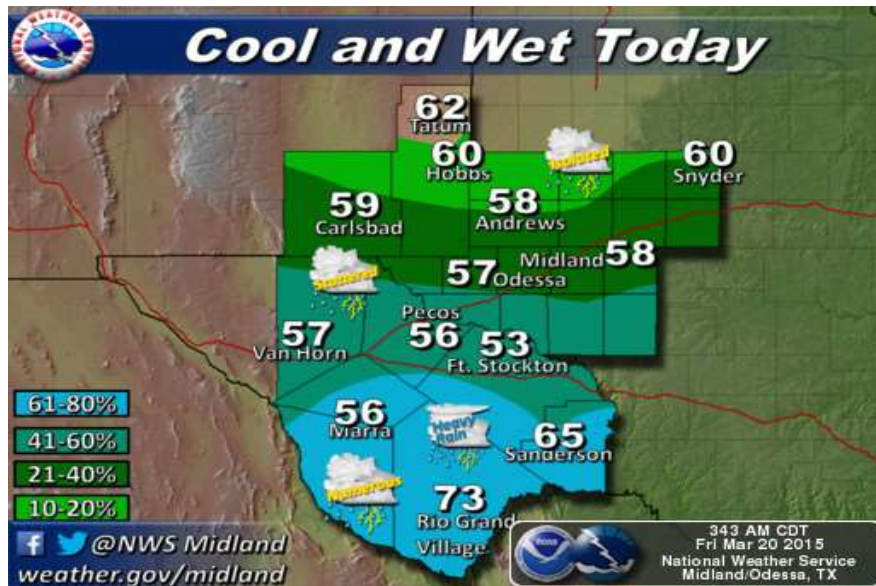 Cool and Wet Today
62
Tatum
60
Hobbs
Isolated
60
Snyder
59
Carlsbad
58
Andrews
Midland 58
57 Odessa
Scattered
Pecos
57
Van Horn
56
53
Ft. Stockton
61-80%
41-60%
21-40%
10-20%
56
Marfa
Heavy
Rain
65
Sanderson
Numerous
73
Rio Grand
Village
@NWS Midland
weather.gov/midland
343 AM CDT
Fri Mar 20 2015
National Weather Service
Midland/Odessa, TX